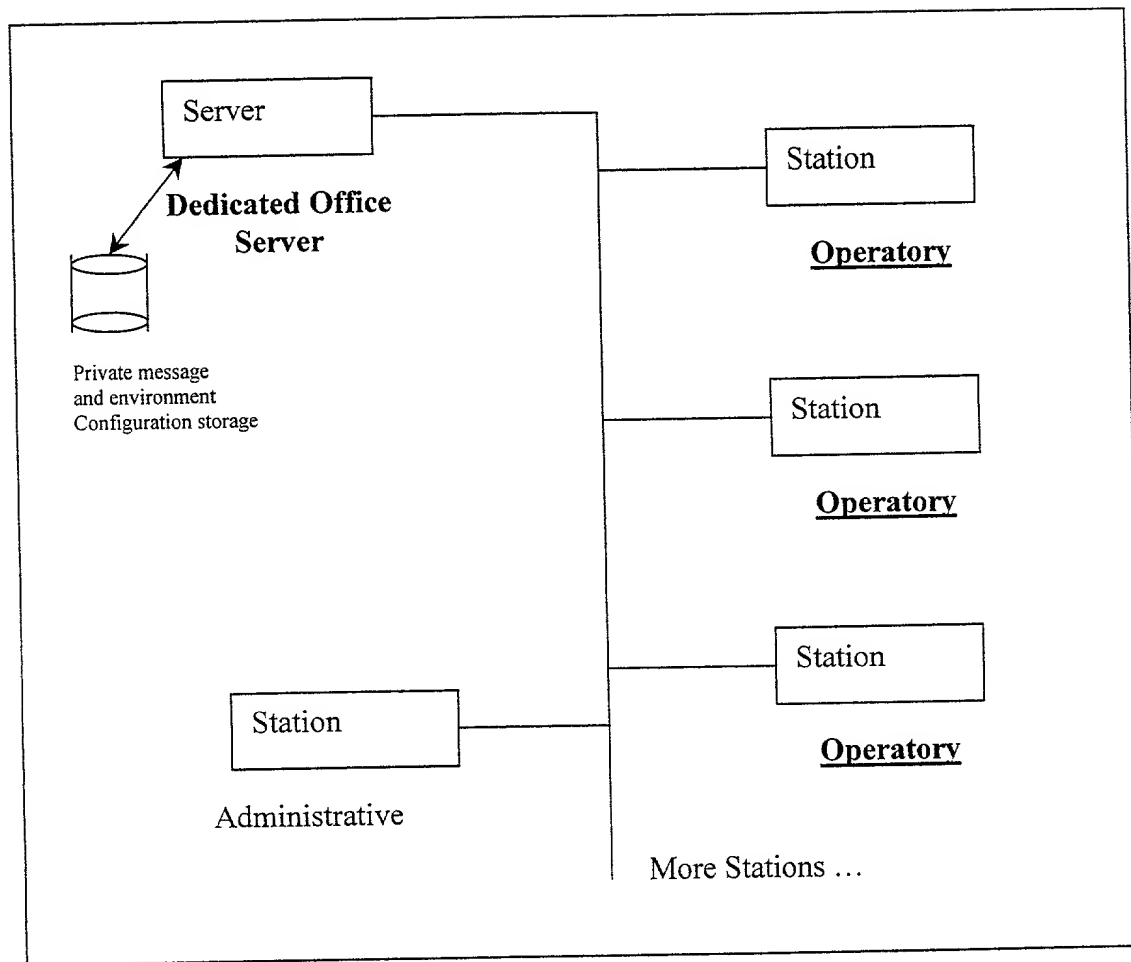 Server
Dedicated Office
Server
Private message
and environment
Configuration storage
Station
Operatory
Station
Operatory
Station
Operatory
Station
Administrative
More Stations …